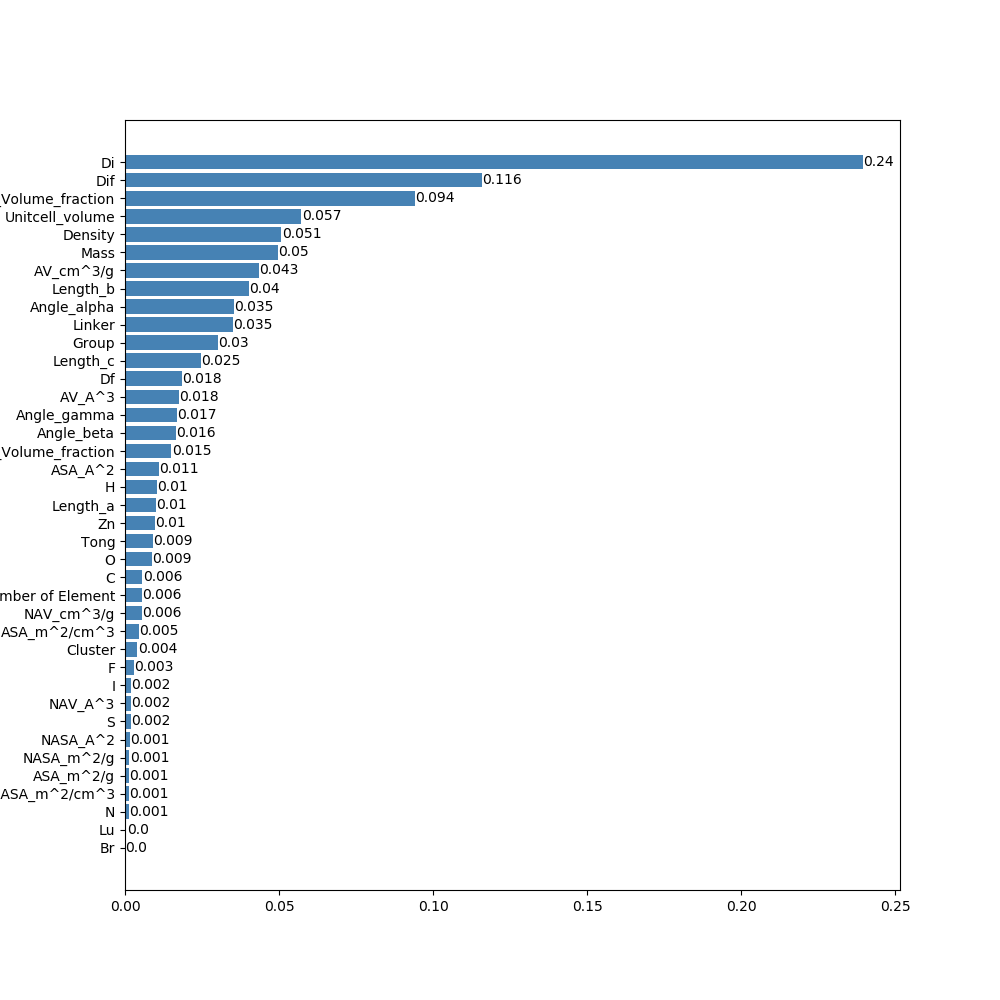 Di 0.24
Dif 0.116
_Volume_fraction 0.094
Unitcell_volume 0.057
Density 0.051
Mass 0.05
AV_cm^3/g 0.043
Length_b 0.04
Angle_alpha 0.035
Linker 0.035
Group 0.03
Length_c 0.025
Df 0.018
AV_A^3 0.018
Angle_gamma 0.017
Angle_beta 0.016
_Volume_fraction 0.015
ASA_A^2 0.011
H 0.01
Length_a 0.01
Zn 0.01
Tong 0.009
O 0.009
C 0.006
mber of Element 0.006
NAV_cm^3/g 0.006
ASA_m^2/cm^3 0.005
Cluster 0.004
F 0.003
I 0.002
NAV_A^3 0.002
S 0.002
NASA_A^2 0.001
NASA_m^2/g 0.001
ASA_m^2/g 0.001
ASA_m^2/cm^3 0.001
N 0.001
Lu 0.0
Br 0.0
0.00 0.05 0.10 0.15 0.20 0.25